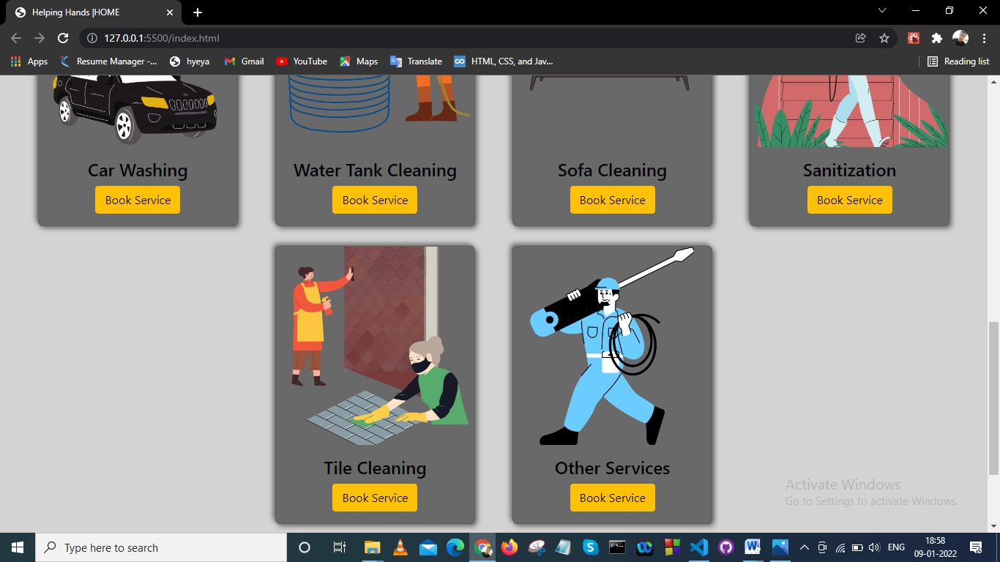 Helping Hands |HOME
127.0.0.1:5500/index.html
Apps
Resume Manager -...
hyeya
Gmail
YouTube
Maps
Translate
HTML, CSS, and Jav...
Reading list
Car Washing
Water Tank Cleaning
Sofa Cleaning
Sanitization
Book Service
Book Service
Book Service
Book Service
Tile Cleaning
Other Services
Book Service
Book Service
Activate Windows
Go to Settings to activate Windows.
Type here to search
ENG
18:58
09-01-2022